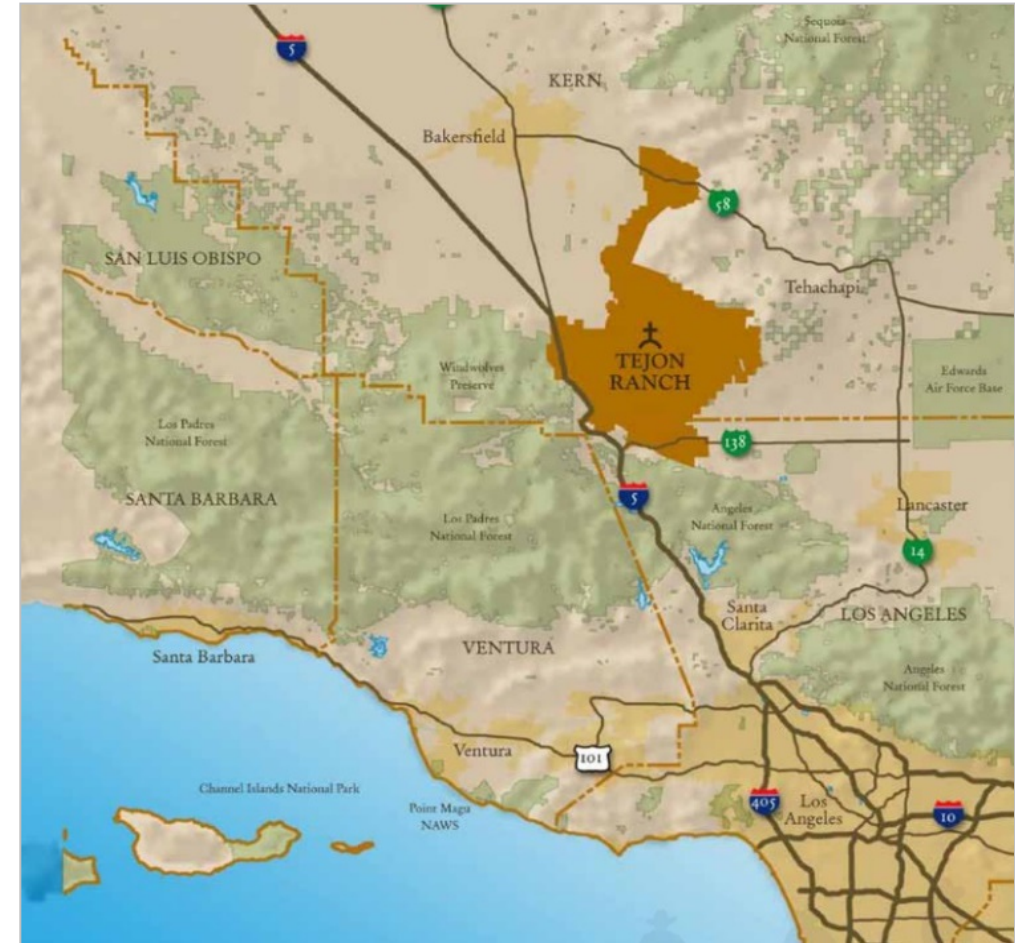 Sequoia
National Forest
5
KERN
Bakersfield
58
SAN LUIS OBISPO
Tehachapi
TEJON
RANCH
Windwolves
Preserve
Edwards
Air Force Base
Los Padres
National Forest
138
SANTA BARBARA
5
Lancaster
Angeles
National Forest
Los Padres
National Forest
14
Santa
Clarita
LOS ANGELES
VENTURA
Santa Barbara
Angeles
National Forest
Ventura
101
Channel Islands National Park
Point Magu
NAWS
405
Los
Angeles
10